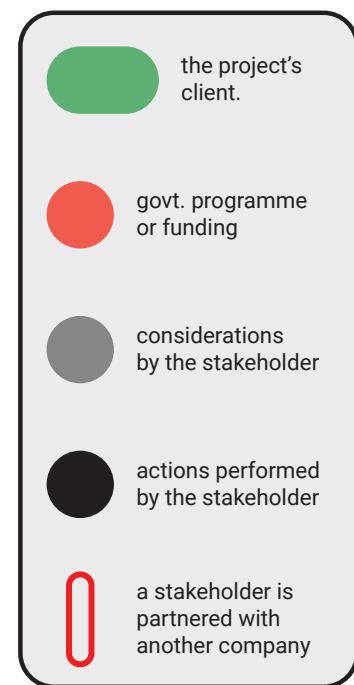 the project’s
client.
govt. programme
or funding
considerations
by the stakeholder
actions performed
by the stakeholder
a stakeholder is
partnered with
another company